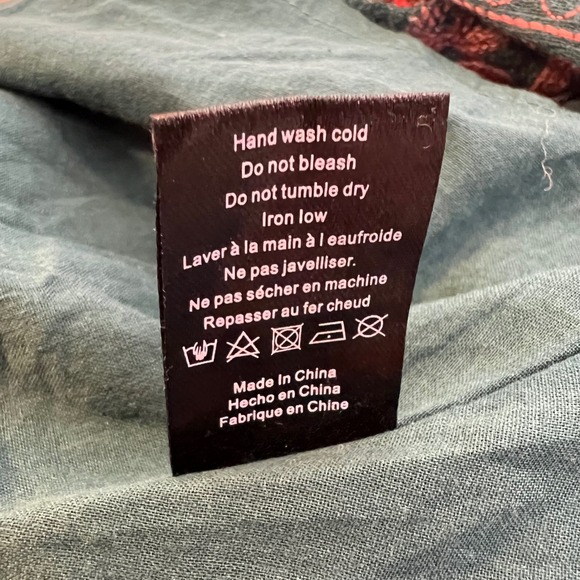 Hand wash cold
Do not bleash
Do not tumble dry
Iron low
Laver à la main à l eaufroide
Ne pas javelliser.
Ne pas sécher en machine
Repasser au fer cheud
Made In China
Hecho en China
Fabrique en Chine